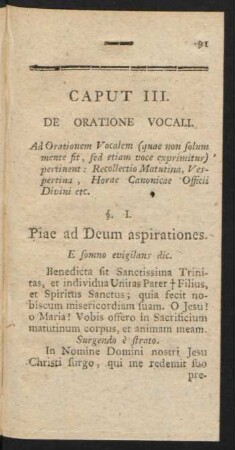 91
CAPUT III.
DE ORATIONE VOCALI.
Ad Orationem Vocalem (quae non solum
mente fit, sed etiam voce exprimitur)
pertinent: Recollectio Matutina, Ves-
pertina, Horae Canonicae Officii
Divini etc.
§. I.
Piae ad Deum aspirationes.
E somno evigilans dic.
Benedicta sit Sanctissima Trini-
tas, et individua Unitas Pater † Filius,
et Spiritus Sanctus; quia fecit no-
biscum misericordiam suam. O Jesu!
o Maria! Vobis offero in Sacrificium
matutinum corpus, et animam meam.
Surgendo è strato.
In Nomine Domini nostri Jesu
Christi surgo, qui me redemit suo
pre-